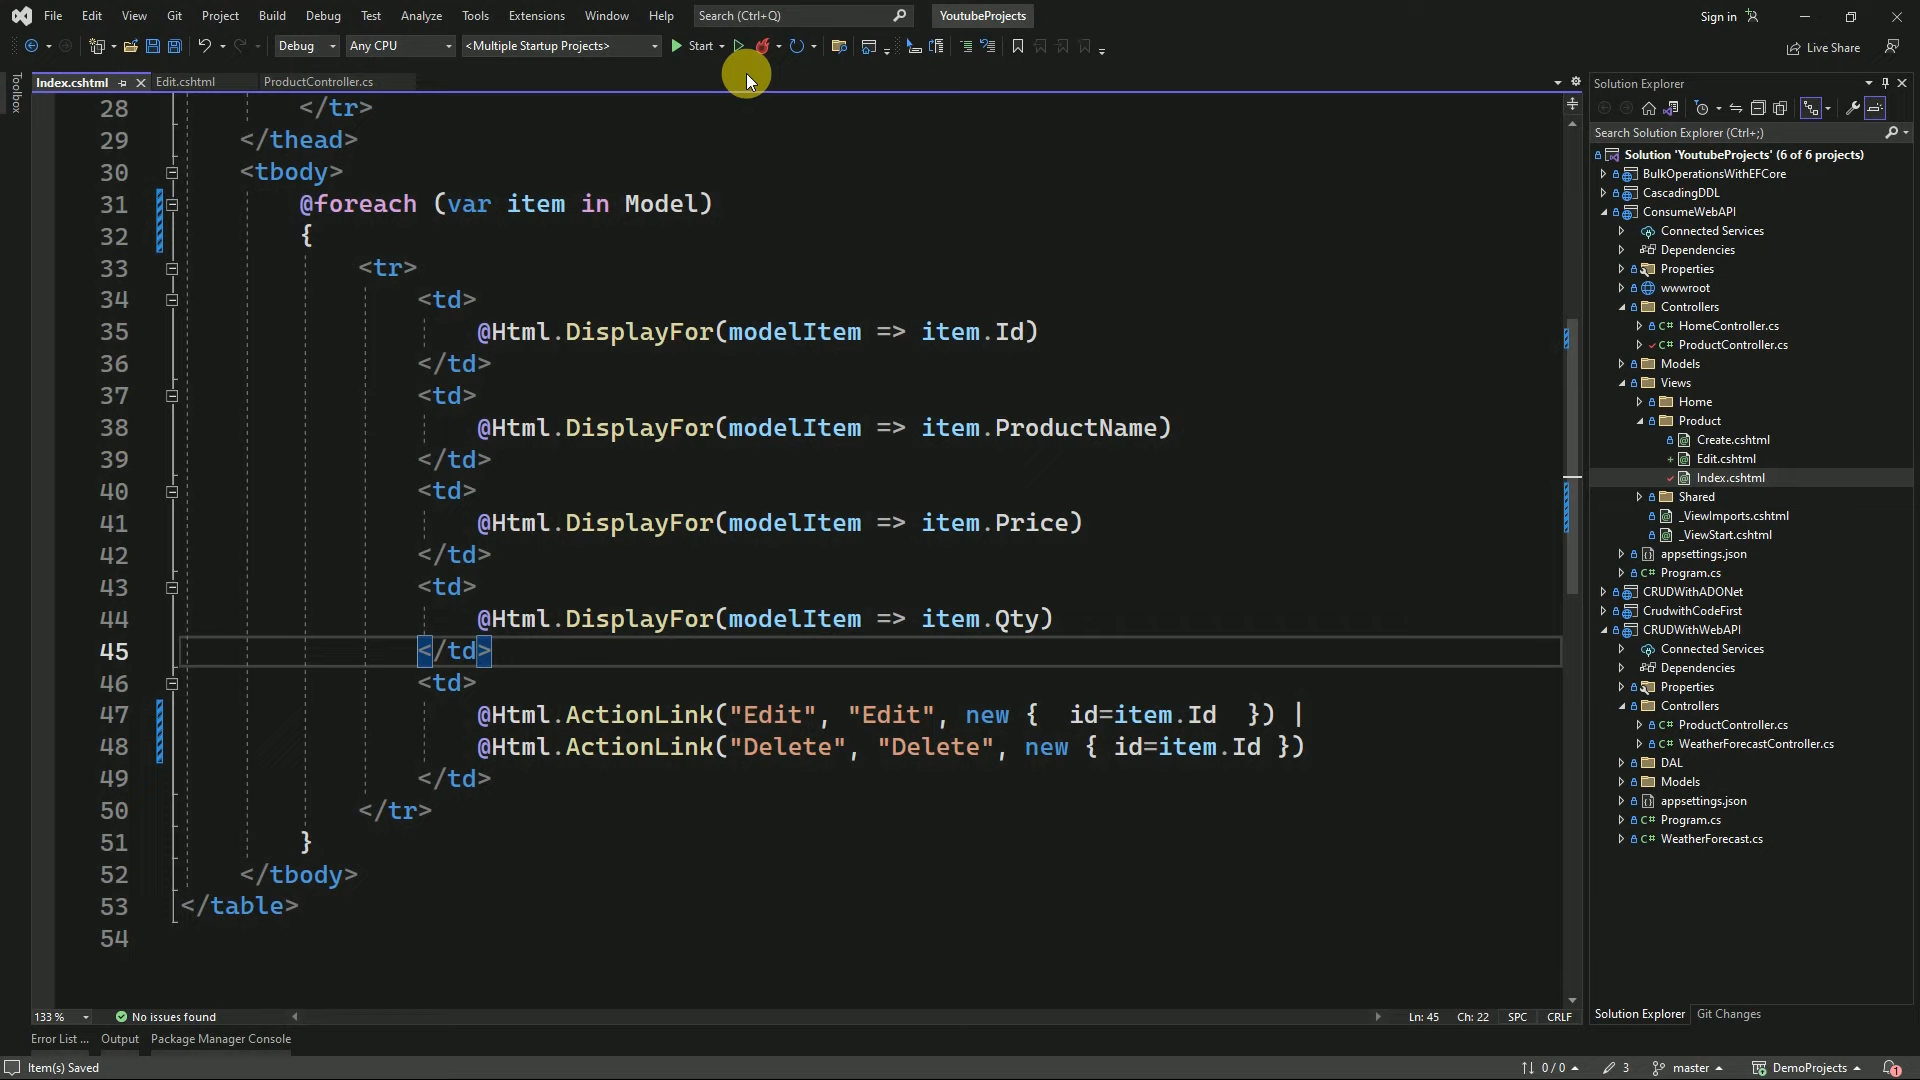 File Edit View Git Project Build Debug Test Analyze Tools Extensions Window Help Search (Ctrl+Q) YoutubeProjects Sign in
Debug Any CPU <Multiple Startup Projects> Start Live Share
Toolbox
Index.cshtml Edit.cshtml ProductController.cs
28 </tr>
29 </thead>
30 <tbody>
31 @foreach (var item in Model)
32 {
33 <tr>
34 <td>
35 @Html.DisplayFor(modelItem => item.Id)
36 </td>
37 <td>
38 @Html.DisplayFor(modelItem => item.ProductName)
39 </td>
40 <td>
41 @Html.DisplayFor(modelItem => item.Price)
42 </td>
43 <td>
44 @Html.DisplayFor(modelItem => item.Qty)
45 </td>
46 <td>
47 @Html.ActionLink("Edit", "Edit", new {  id=item.Id  }) |
48 @Html.ActionLink("Delete", "Delete", new { id=item.Id })
49 </td>
50 </tr>
51 }
52 </tbody>
53 </table>
54
133 % No issues found Ln: 45 Ch: 22 SPC CRLF
Error List ... Output Package Manager Console
Solution Explorer
Search Solution Explorer (Ctrl+;)
Solution 'YoutubeProjects' (6 of 6 projects)
BulkOperationsWithEFCore
CascadingDDL
ConsumeWebAPI
Connected Services
Dependencies
Properties
wwwroot
Controllers
C# HomeController.cs
C# ProductController.cs
Models
Views
Home
Product
Create.cshtml
Edit.cshtml
Index.cshtml
Shared
_ViewImports.cshtml
_ViewStart.cshtml
appsettings.json
C# Program.cs
CRUDWithADONet
CrudwithCodeFirst
CRUDWithWebAPI
Connected Services
Dependencies
Properties
Controllers
C# ProductController.cs
C# WeatherForecastController.cs
DAL
Models
appsettings.json
C# Program.cs
C# WeatherForecast.cs
Solution Explorer Git Changes
Item(s) Saved 0 / 0 3 master DemoProjects 1